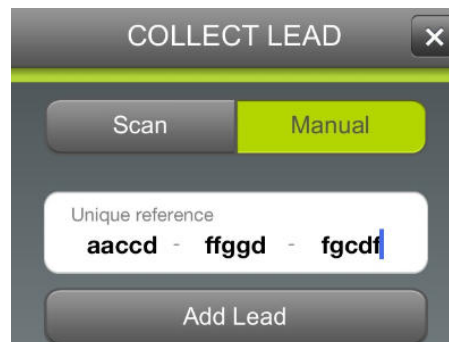 COLLECT LEAD ×
Scan Manual
Unique reference
aaccd - ffggd - fgcdf
Add Lead